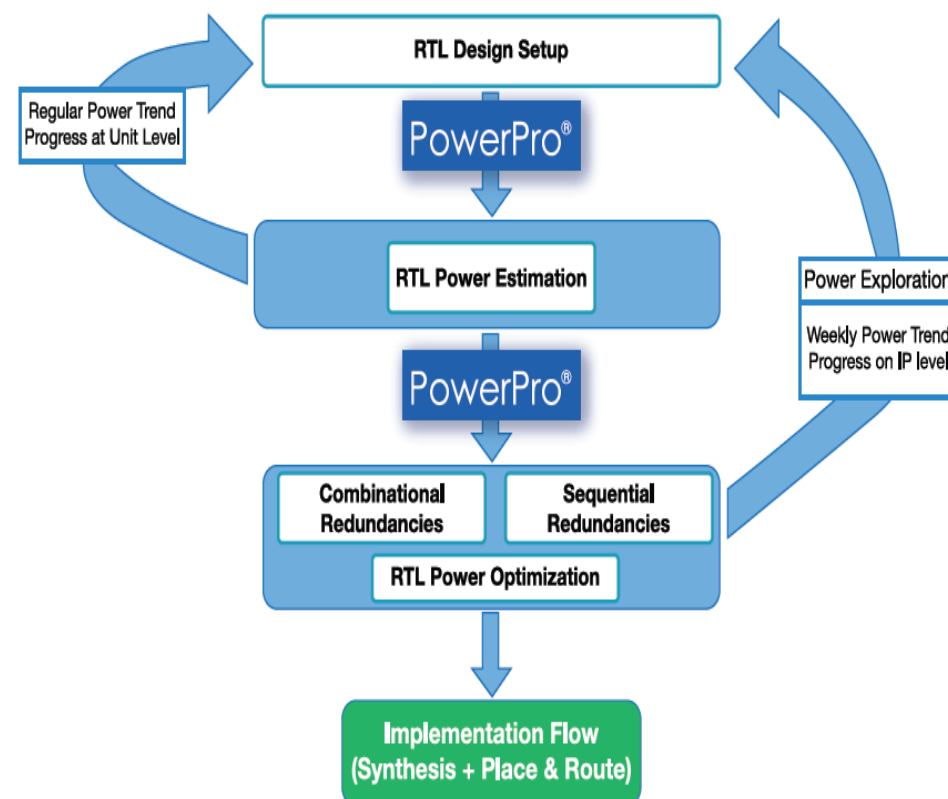 RTL Design Setup
Regular Power Trend
Progress at Unit Level
PowerPro®
RTL Power Estimation
Power Exploration
Weekly Power Trend
Progress on IP level
PowerPro®
Combinational
Redundancies
Sequential
Redundancies
RTL Power Optimization
Implementation Flow
(Synthesis + Place & Route)